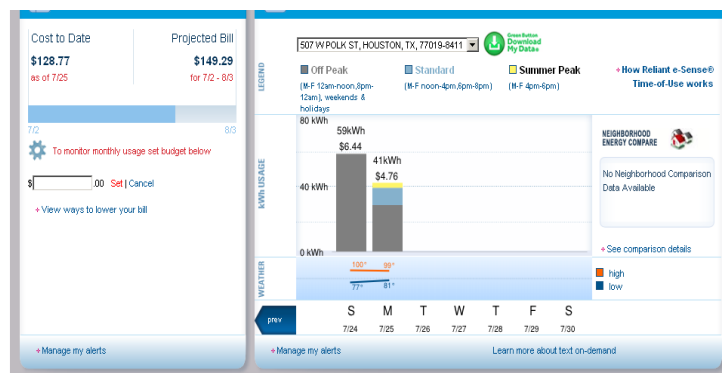 Cost to Date
Projected Bill
$128.77
$149.29
as of 7/25
for 7/2 - 8/3
7/2
8/3
To monitor monthly usage set budget below
$ .00 Set | Cancel
+View ways to lower your bill
+Manage my alerts
507 W POLK ST, HOUSTON, TX, 77019-8411
Green Button
Download
My Data
LEGEND
Off Peak
(M-F 12am-noon,8pm-
12am), weekends &
holidays
Standard
(M-F noon-4pm,6pm-8pm)
Summer Peak
(M-F 4pm-6pm)
+How Reliant e-Sense®
Time-of-Use works
kWh USAGE
80 kWh
59kWh
$6.44
41kWh
$4.76
40 kWh
0 kWh
NEIGHBORHOOD
ENERGY COMPARE
No Neighborhood Comparison
Data Available
+See comparison details
WEATHER
100° 99°
77° 81°
high
low
prev
S M T W T F S
7/24 7/25 7/26 7/27 7/28 7/29 7/30
+Manage my alerts
Learn more about text on-demand